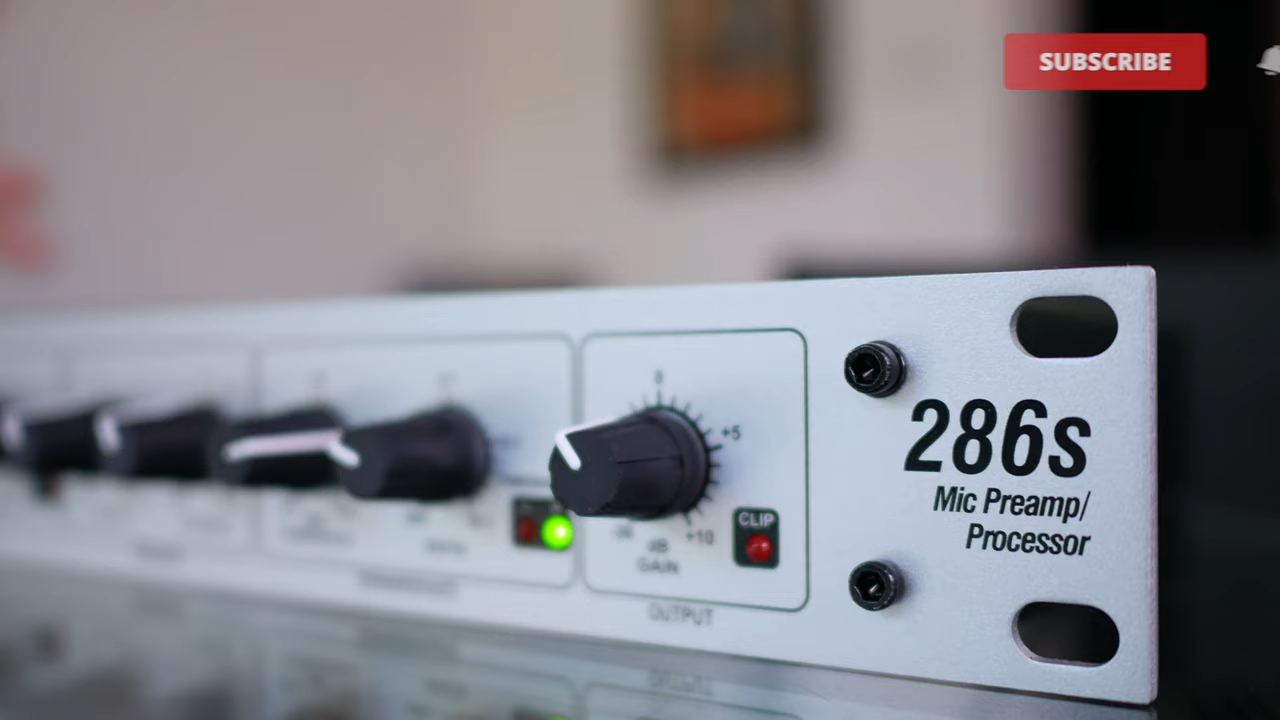 SUBSCRIBE
286s
Mic Preamp/
Processor
0
+5
+10
dB
GAIN
CLIP
OUTPUT